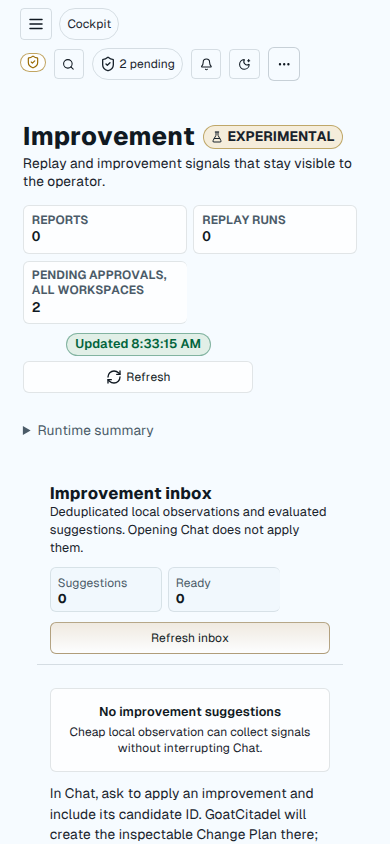 Cockpit
2 pending
Improvement
EXPERIMENTAL
Replay and improvement signals that stay visible to
the operator.
REPORTS
0
REPLAY RUNS
0
PENDING APPROVALS,
ALL WORKSPACES
2
Updated 8:33:15 AM
Refresh
Runtime summary
Improvement inbox
Deduplicated local observations and evaluated
suggestions. Opening Chat does not apply
them.
Suggestions
0
Ready
0
Refresh inbox
No improvement suggestions
Cheap local observation can collect signals
without interrupting Chat.
In Chat, ask to apply an improvement and
include its candidate ID. GoatCitadel will
create the inspectable Change Plan there;